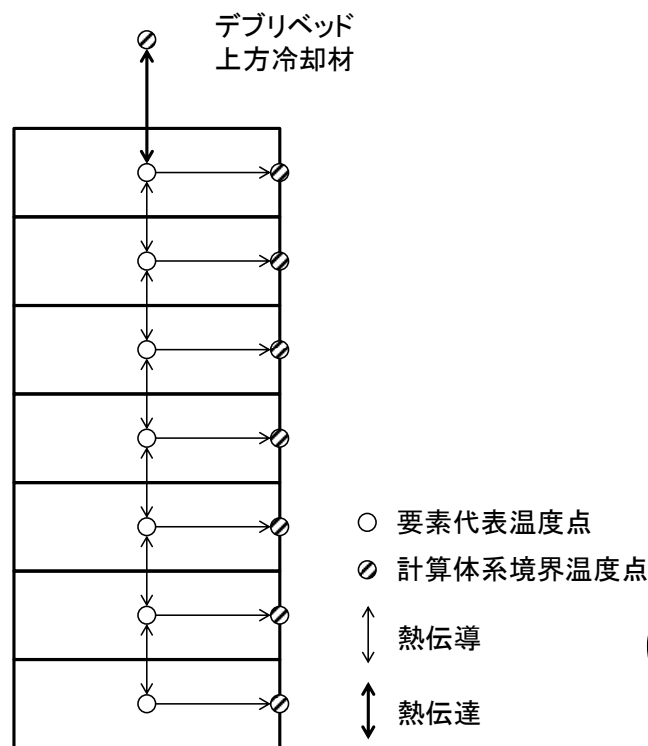 デブリベッド
上方冷却材
要素代表温度点
計算体系境界温度点
熱伝導
熱伝達